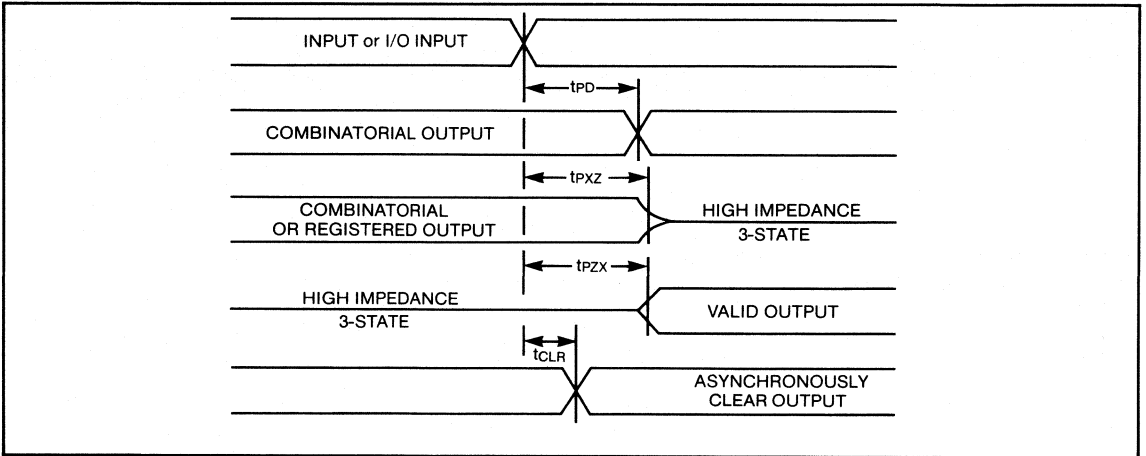 INPUT or I/O INPUT
tPD
COMBINATORIAL OUTPUT
tPXZ
COMBINATORIAL
OR REGISTERED OUTPUT
HIGH IMPEDANCE
3-STATE
tPZX
HIGH IMPEDANCE
3-STATE
VALID OUTPUT
tCLR
ASYNCHRONOUSLY
CLEAR OUTPUT